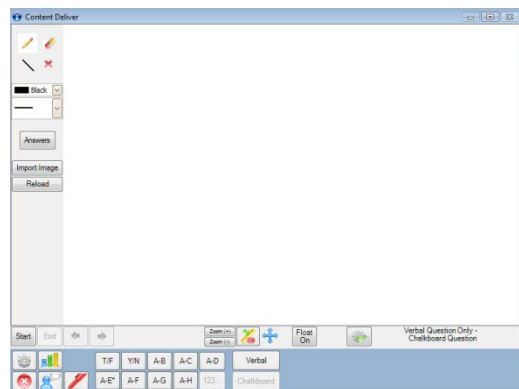 Content Deliver
Black
Answers
Import Image
Reload
Start End Zoom (+) Float On Verbal Question Only -
Zoom (-) Chalkboard Question
T/F Y/N A-B A-C A-D Verbal
A-E* A-F A-G A-H 123... Chalkboard